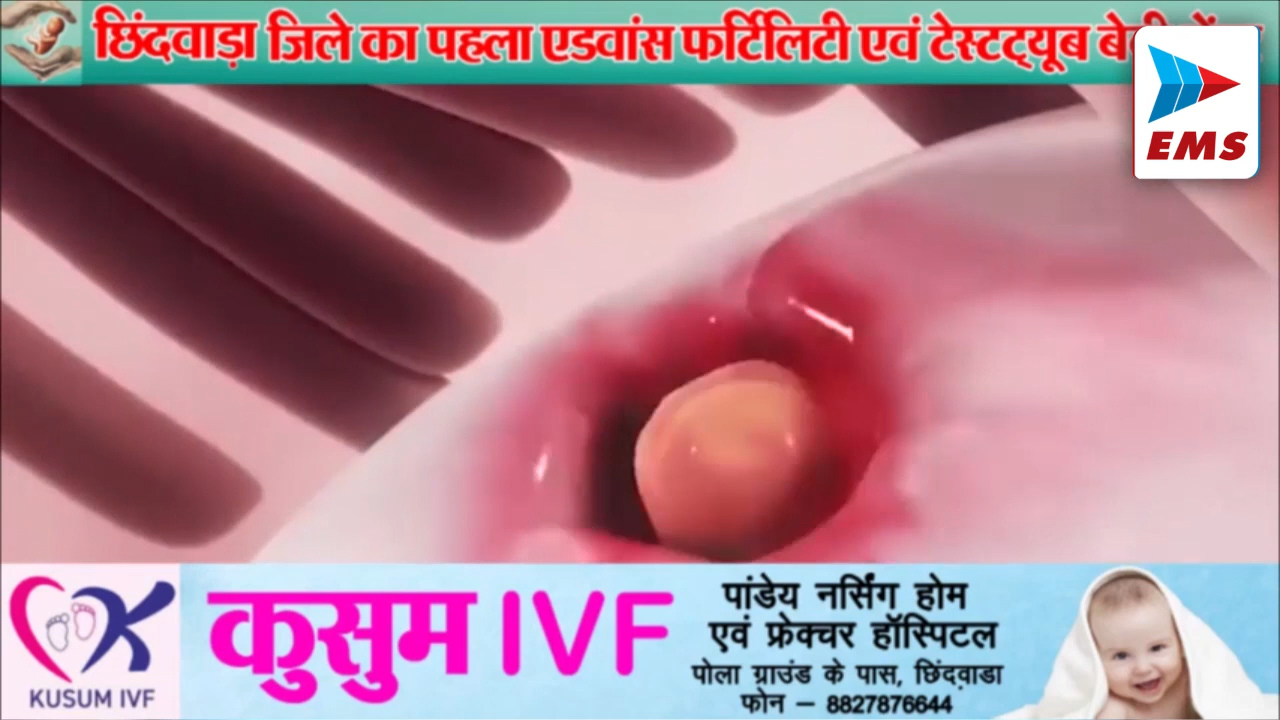 छिंदवाड़ा जिले का पहला एडवांस फर्टिलिटी एवं टेस्टट्यूब
EMS
KUSUM IVF
कुसुम IVF
पांडेय नर्सिंग होम
एवं फ्रेक्चर हॉस्पिटल
पोला ग्राउंड के पास, छिंदवाडा
फोन – 8827876644